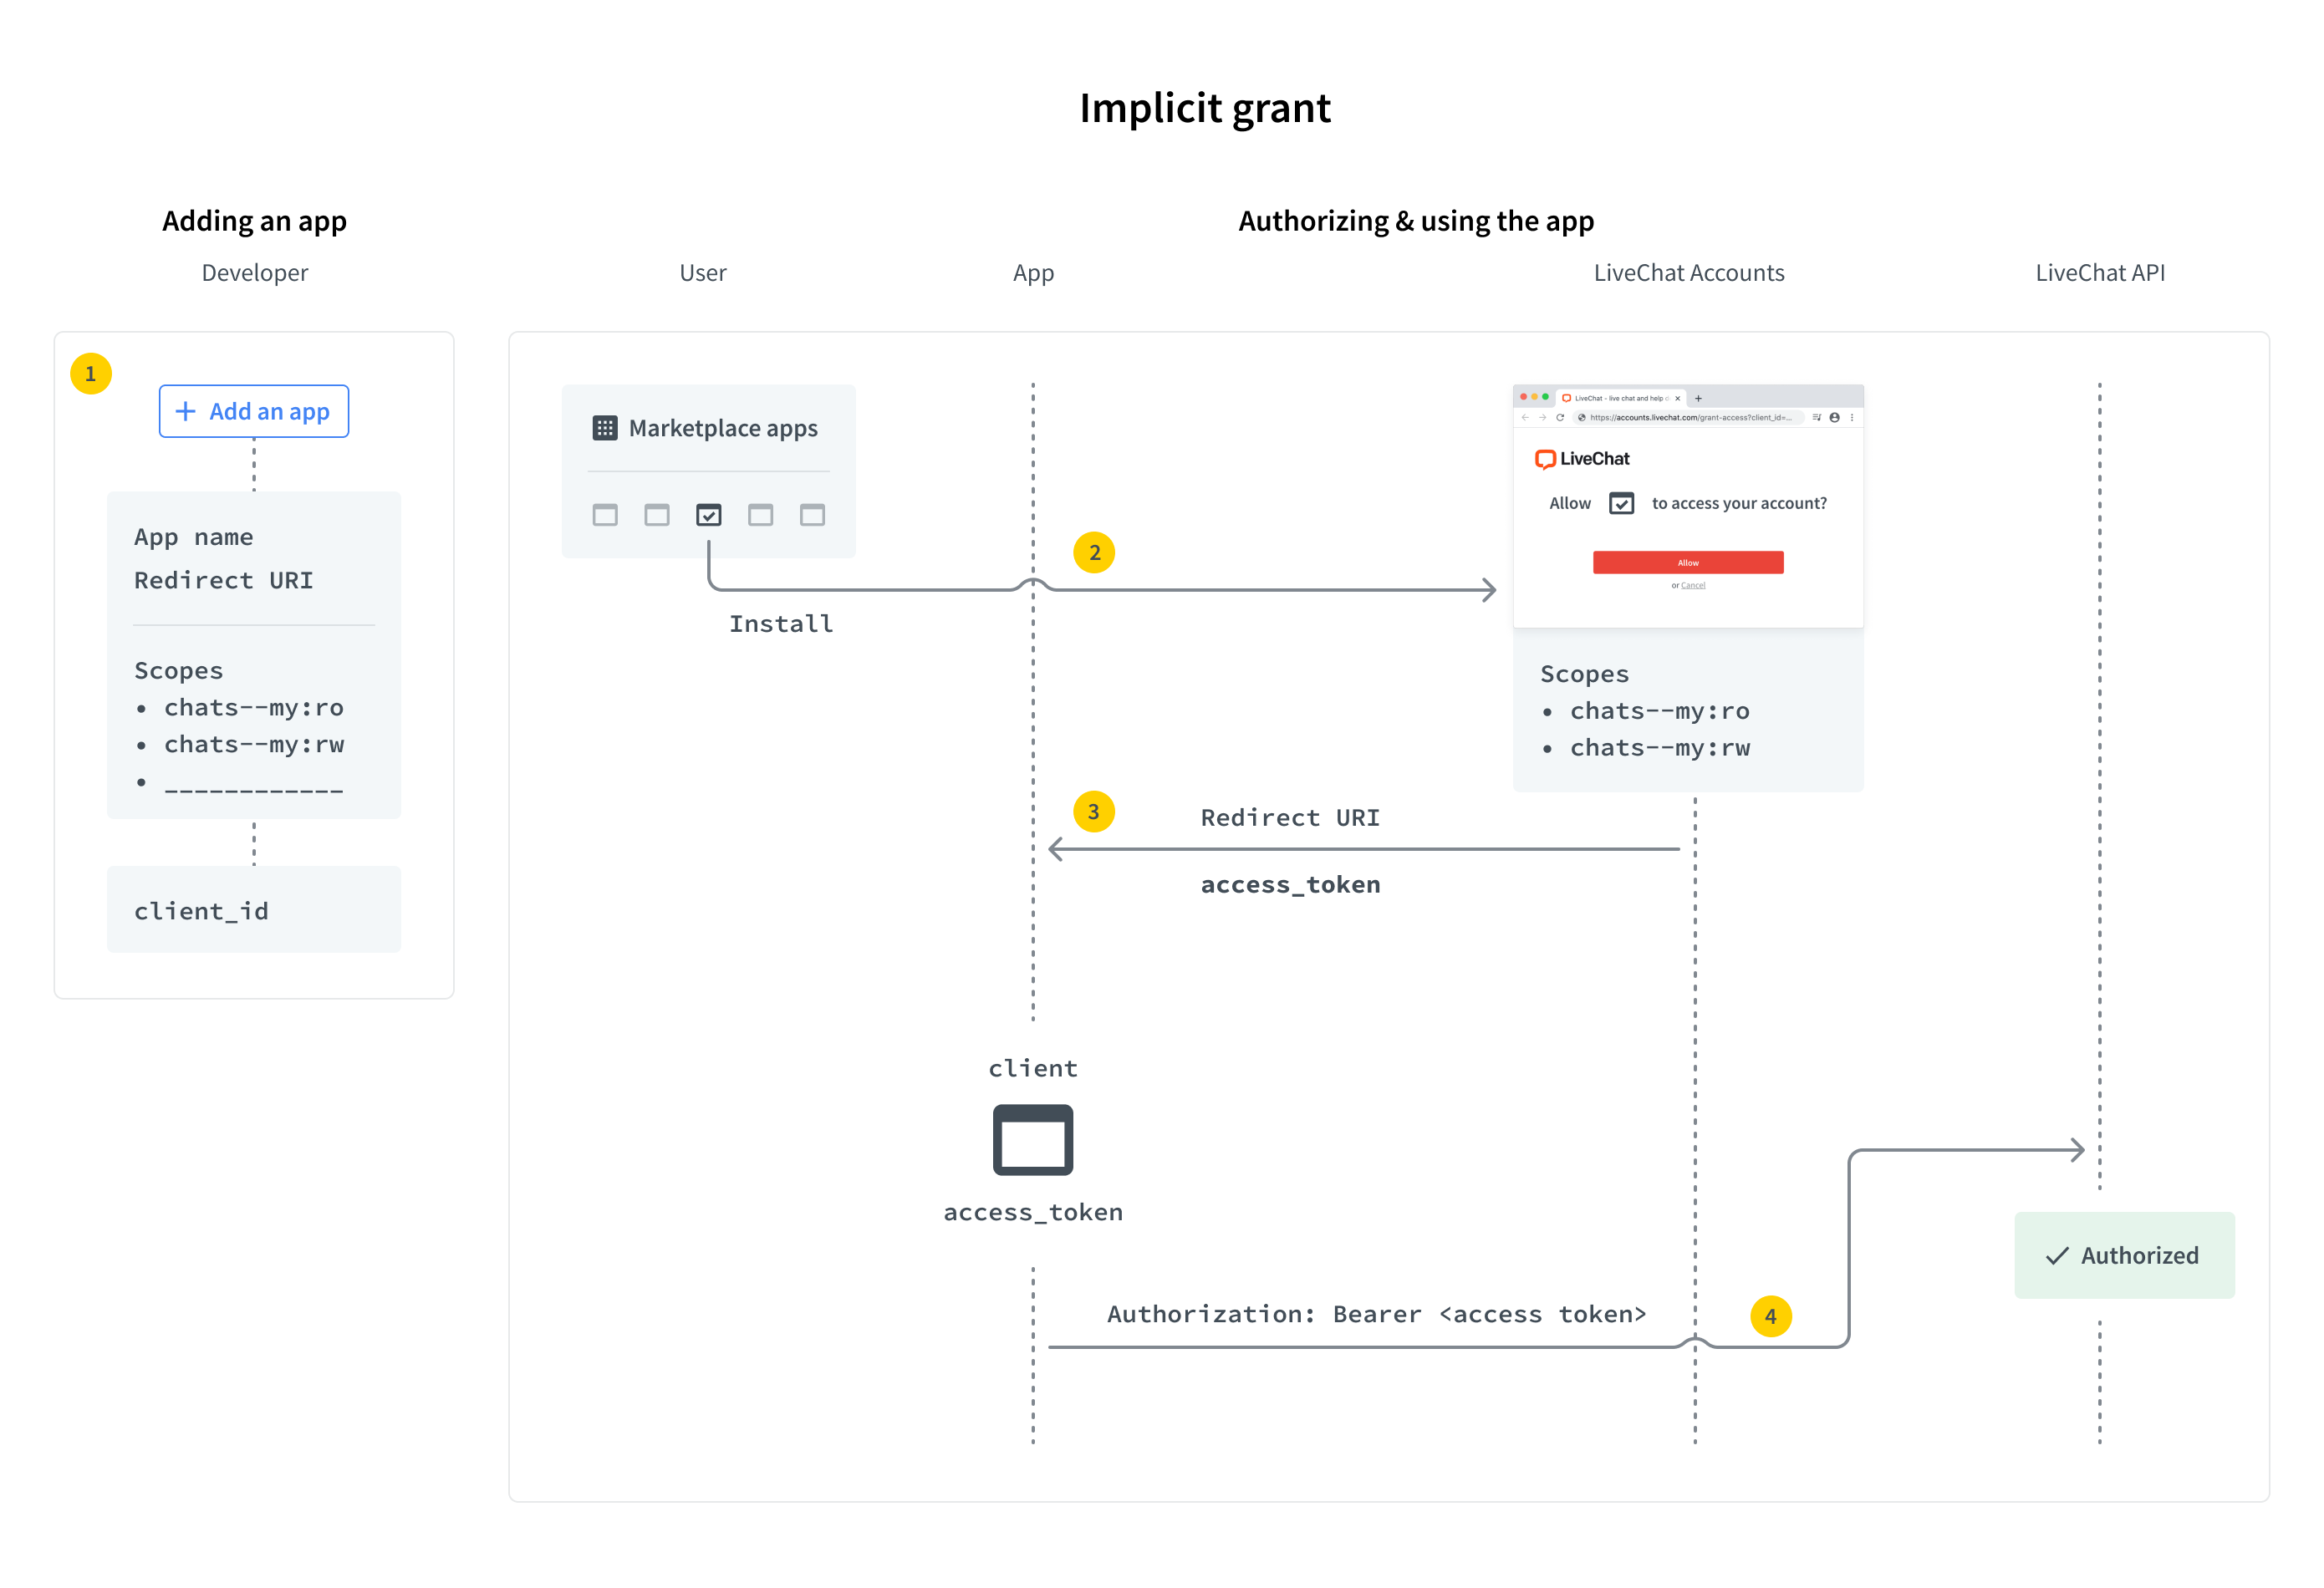 Implicit grant
Adding an app
Authorizing & using the app
Developer
User
App
LiveChat Accounts
LiveChat API
1
+ Add an app
App name
Redirect URI
Scopes
• chats--my:ro
• chats--my:rw
• ____________
client_id
Marketplace apps
Install
2
LiveChat - live chat and help
https://accounts.livechat.com/grant-access?client_id=...
LiveChat
Allow to access your account?
Allow
or Cancel
Scopes
• chats--my:ro
• chats--my:rw
3
Redirect URI
access_token
client
access_token
Authorization: Bearer <access token>
4
Authorized